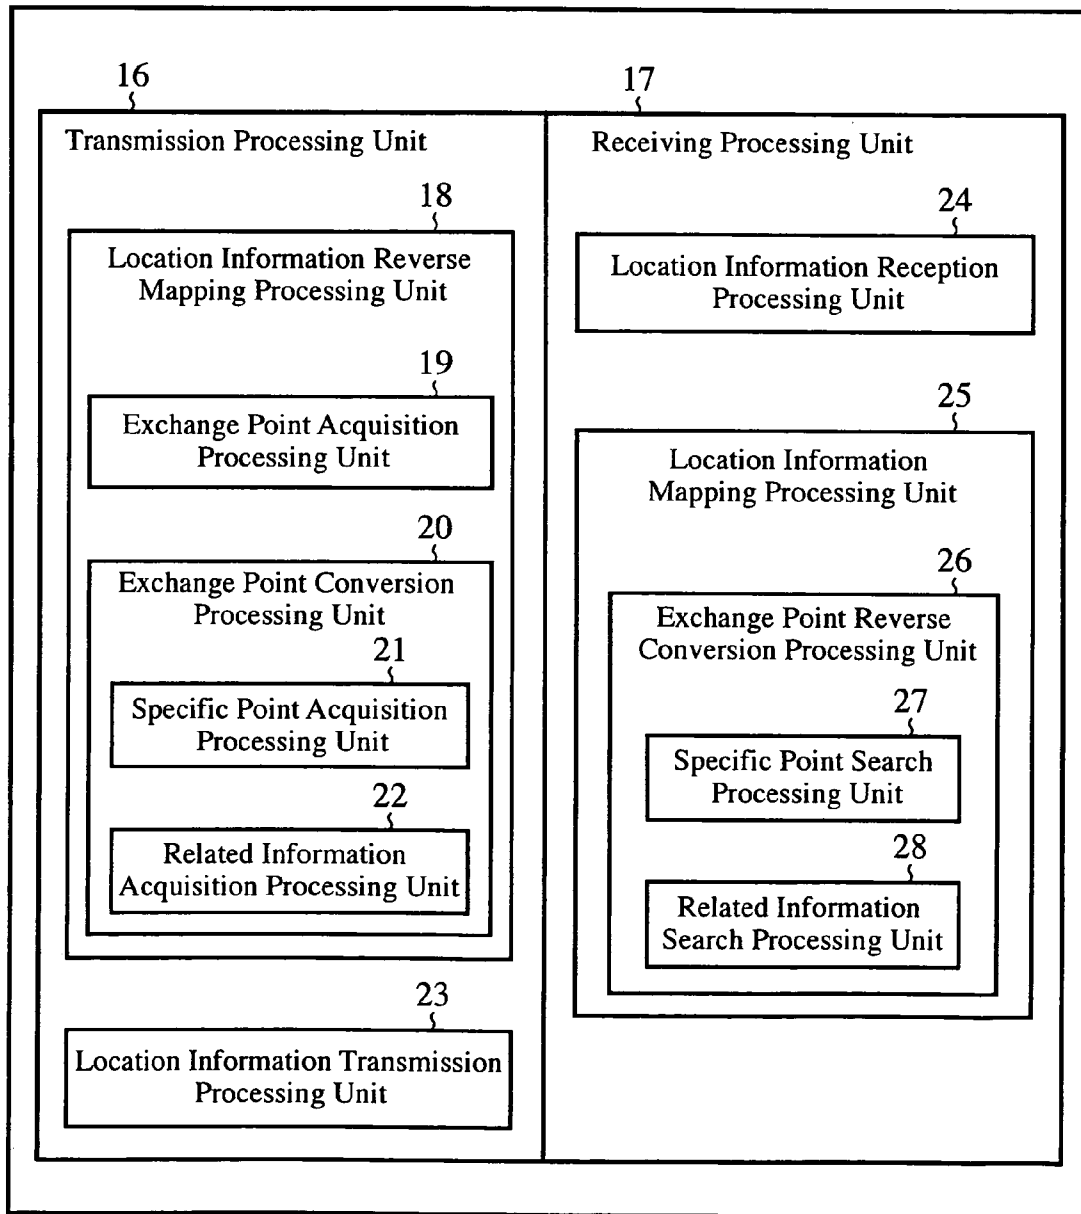 16
Transmission Processing Unit
18
Location Information Reverse
Mapping Processing Unit
19
Exchange Point Acquisition
Processing Unit
20
Exchange Point Conversion
Processing Unit
21
Specific Point Acquisition
Processing Unit
22
Related Information
Acquisition Processing Unit
23
Location Information Transmission
Processing Unit
17
Receiving Processing Unit
24
Location Information Reception
Processing Unit
25
Location Information
Mapping Processing Unit
26
Exchange Point Reverse
Conversion Processing Unit
27
Specific Point Search
Processing Unit
28
Related Information
Search Processing Unit